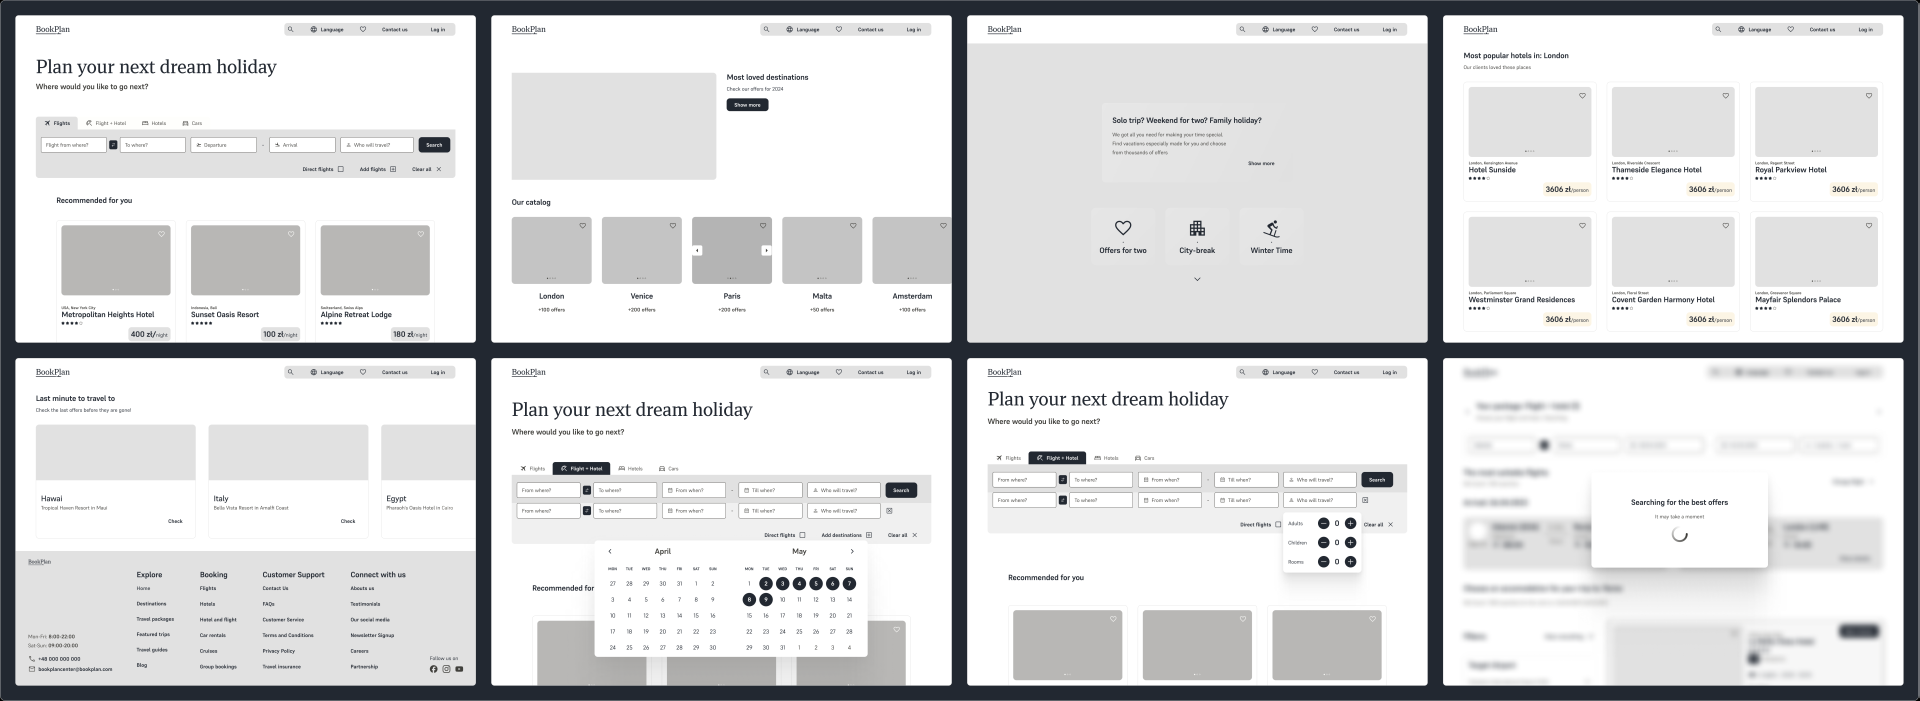 BookPlan
Language Contact us Log in
Plan your next dream holiday
Where would you like to go next?
Flights Flight + Hotel Hotels Cars
Flight from where? To where? Departure - Arrival Who will travel? Search
Direct flights Add flights Clear all
Recommended for you
USA, New York City Indonesia, Bali Switzerland, Swiss Alps
Metropolitan Heights Hotel Sunset Oasis Resort Alpine Retreat Lodge
400 zł/night 100 zł/night 180 zł/night
BookPlan
Language Contact us Log in
Most loved destinations
Check our offers for 2024
Show more
Our catalog
London Venice Paris Malta Amsterdam
+100 offers +200 offers +200 offers +50 offers +100 offers
BookPlan
Language Contact us Log in
Solo trip? Weekend for two? Family holiday?
We got all you need for making your time special.
Find vacations especially made for you and choose
from thousands of offers
Show more
Offers for two City-break Winter Time
BookPlan
Language Contact us Log in
Most popular hotels in: London
Our clients loved these places
London, Kensington Avenue London, Riverside Crescent London, Regent Street
Hotel Sunside Thameside Elegance Hotel Royal Parkview Hotel
3606 zł/person 3606 zł/person 3606 zł/person
London, Parliament Square London, Floral Street London, Grosvenor Square
Westminster Grand Residences Covent Garden Harmony Hotel Mayfair Splendors Palace
3606 zł/person 3606 zł/person 3606 zł/person
BookPlan
Language Contact us Log in
Last minute to travel to
Check the last offers before they are gone!
Hawai Italy Egypt
Tropical Haven Resort in Maui Bella Vista Resort in Amalfi Coast Pharaoh's Oasis Hotel in Cairo
Check Check
BookPlan
Explore Booking Customer Support Connect with us
Home Flights Contact Us Abouts us
Destinations Hotels FAQs Testimonials
Travel packages Hotel and flight Customer Service Our social media
Featured trips Car rentals Terms and Conditions Newsletter Signup
Travel guides Cruises Privacy Policy Careers
Blog Group bookings Travel insurance Partnership
Mon-Fri: 8:00-22:00
Sat-Sun: 09:00-20:00
+48 000 000 000
bookplancenter@bookplan.com
Follow us on
BookPlan
Language Contact us Log in
Plan your next dream holiday
Where would you like to go next?
Flights Flight + Hotel Hotels Cars
From where? To where? From when? - Till when? Who will travel? Search
From where? To where? From when? - Till when? Who will travel?
Direct flights Add destinations Clear all
Recommended for
April May
MON TUE WED THU FRI SAT SUN MON TUE WED THU FRI SAT SUN
27 28 29 30 31 1 2 1 2 3 4 5 6 7
3 4 5 6 7 8 9 8 9 10 11 12 13 14
10 11 12 13 14 15 16 15 16 17 18 19 20 21
17 18 19 20 21 22 23 22 23 24 25 26 27 28
24 25 26 27 28 29 30 29 30 31 1 2 3 4
BookPlan
Language Contact us Log in
Plan your next dream holiday
Where would you like to go next?
Flights Flight + Hotel Hotels Cars
From where? To where? From when? - Till when? Who will travel? Search
From where? To where? From when? - Till when? Who will travel?
Direct flights Clear all
Adults 0
Children 0
Rooms 0
Recommended for you
Searching for the best offers
It may take a moment